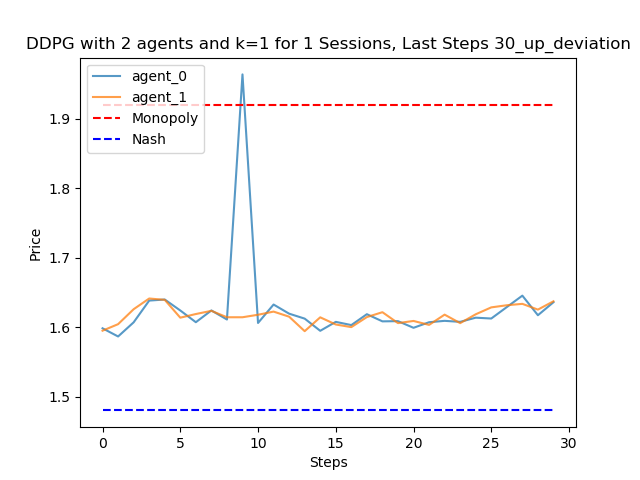 DDPG with 2 agents and k=1 for 1 Sessions, Last Steps 30_up_deviation
agent_0
agent_1
Monopoly
Nash
1.9
1.8
1.7
1.6
1.5
Price
0 5 10 15 20 25 30
Steps